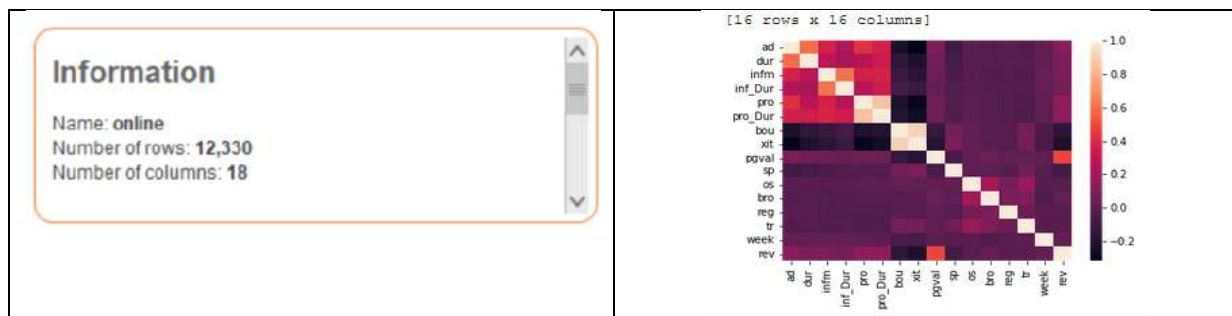 Information
Name: online
Number of rows: 12,330
Number of columns: 18
[16 rows x 16 columns]
ad
dur
infrm
inf_Dur
pro
pro_Dur
bou
xit
pgval
sp
os
bro
reg
tr
week
rev
ad
dur
infrm
inf_Dur
pro
pro_Dur
bou
xit
pgval
sp
os
bro
reg
tr
week
rev
1.0
0.8
0.6
0.4
0.2
0.0
−0.2